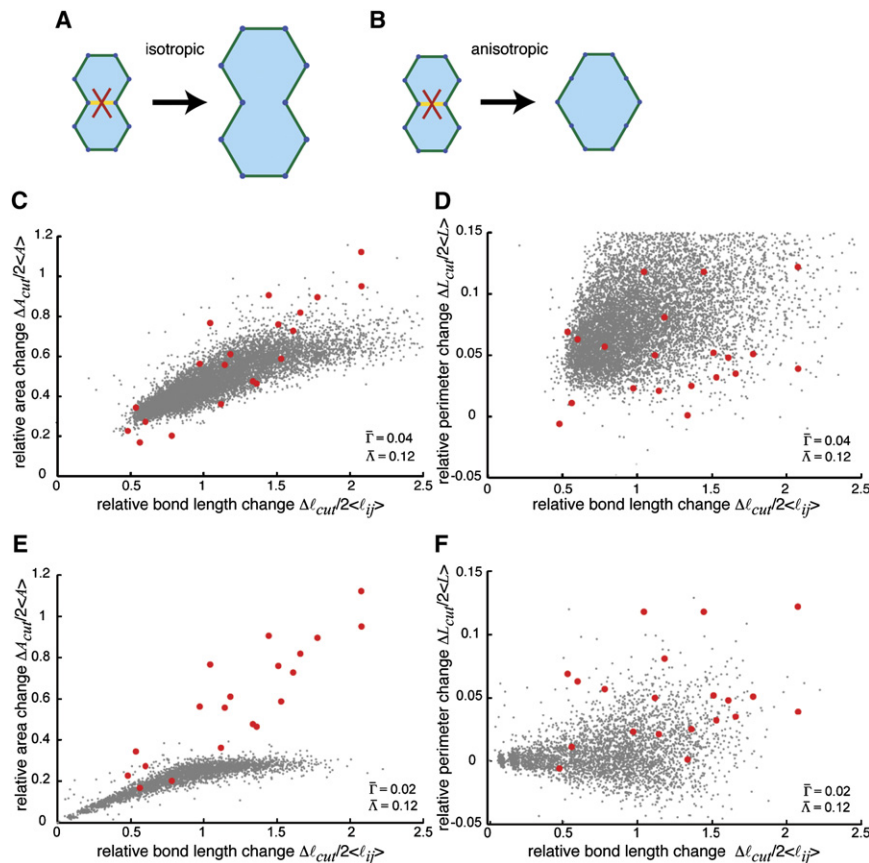 A
isotropic
B
anisotropic
C
relative area change ΔA_cut/2<A>
1.2
1
0.8
0.6
0.4
0.2
0
0
0.5
1
1.5
2
2.5
Γ̄ = 0.04
Λ̄ = 0.12
relative bond length change Δℓ_cut/2<ℓ_ij>
D
relative perimeter change ΔL_cut/2<L>
0.15
0.1
0.05
0
-0.05
0
0.5
1
1.5
2
2.5
Γ̄ = 0.04
Λ̄ = 0.12
relative bond length change Δℓ_cut/2<ℓ_ij>
E
relative area change ΔA_cut/2<A>
1.2
1
0.8
0.6
0.4
0.2
0
0
0.5
1
1.5
2
2.5
Γ̄ = 0.02
Λ̄ = 0.12
relative bond length change Δℓ_cut/2<ℓ_ij>
F
relative perimeter change ΔL_cut/2<L>
0.15
0.1
0.05
0
-0.05
0
0.5
1
1.5
2
2.5
Γ̄ = 0.02
Λ̄ = 0.12
relative bond length change Δℓ_cut/2<ℓ_ij>